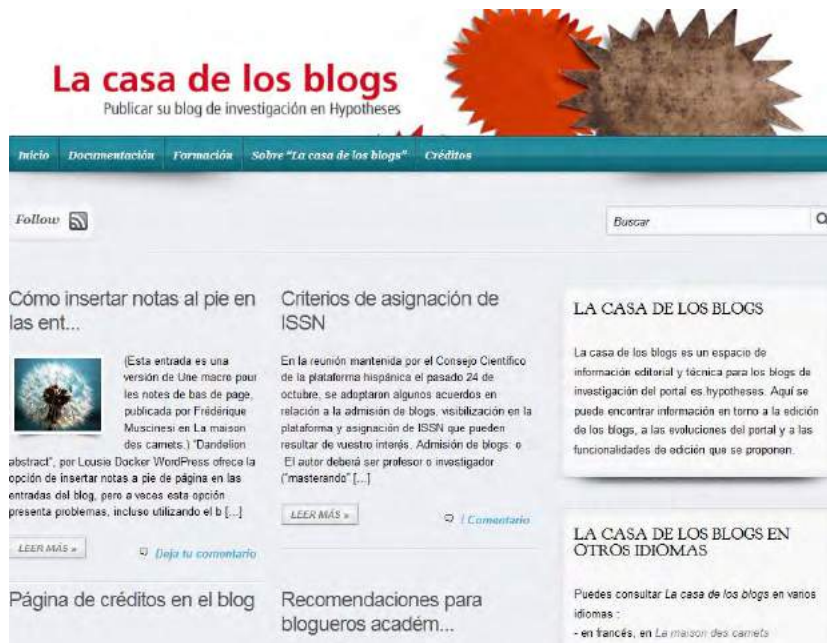 La casa de los blogs
Publicar su blog de investigación en Hypotheses
Inicio Documentación Formación Sobre "La casa de los blogs" Créditos
Follow
Buscar
Cómo insertar notas al pie en
las ent...
(Esta entrada es una
versión de Une macro pour
les notes de bas de page,
publicada por Frédérique
Muscinesi en La maison
des carnets.) "Dandelion
abstract", por Lousie Docker WordPress ofrece la
opción de insertar notas a pie de página en las
entradas del blog, pero a veces esta opción
presenta problemas, incluso utilizando el b [...]
LEER MÁS »
Deja tu comentario
Criterios de asignación de
ISSN
En la reunión mantenida por el Consejo Científico
de la plataforma hispánica el pasado 24 de
octubre, se adoptaron algunos acuerdos en
relación a la admisión de blogs, visibilización en la
plataforma y asignación de ISSN que pueden
resultar de vuestro interés. Admisión de blogs: o
El autor deberá ser profesor o investigador
("masterando" [...]
LEER MÁS »
1 Comentario
Página de créditos en el blog
Recomendaciones para
blogueros académ...
LA CASA DE LOS BLOGS
La casa de los blogs es un espacio de
información editorial y técnica para los blogs de
investigación del portal es.hypotheses. Aquí se
puede encontrar información en torno a la edición
de los blogs, a las evoluciones del portal y a las
funcionalidades de edición que se proponen.
LA CASA DE LOS BLOGS EN
OTROS IDIOMAS
Puedes consultar La casa de los blogs en varios
idiomas :
- en francés, en La maison des carnets